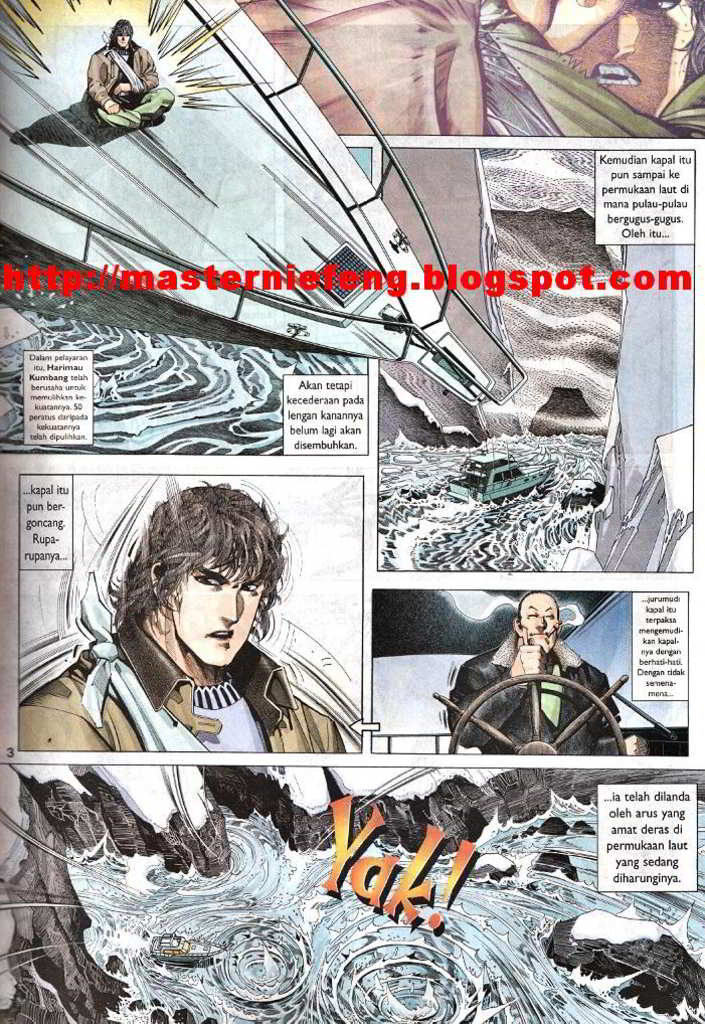 Kemudian kapal itu
pun sampai ke
permukaan laut di
mana pulau-pulau
bergugus-gugus.
Oleh itu...
http://masterniefeng.blogspot.com
Dalam pelayaran
itu, Harimau
Kumbang telah
berusaha untuk
memulihkan ke-
kuatannya. 50
peratus daripada
kekuatannya
telah dipulihkan.
Akan tetapi
kecederaan pada
lengan kanannya
belum lagi akan
disembuhkan.
...jurumudi
kapal itu
terpaksa
mengemudi-
kan kapal-
nya dengan
berhati-hati.
Dengan tidak
semena-
mena...
...kapal itu
pun ber-
goncang.
Rupa-
rupanya...
3
...ia telah dilanda
oleh arus yang
amat deras di
permukaan laut
yang sedang
diharunginya.
Yak!